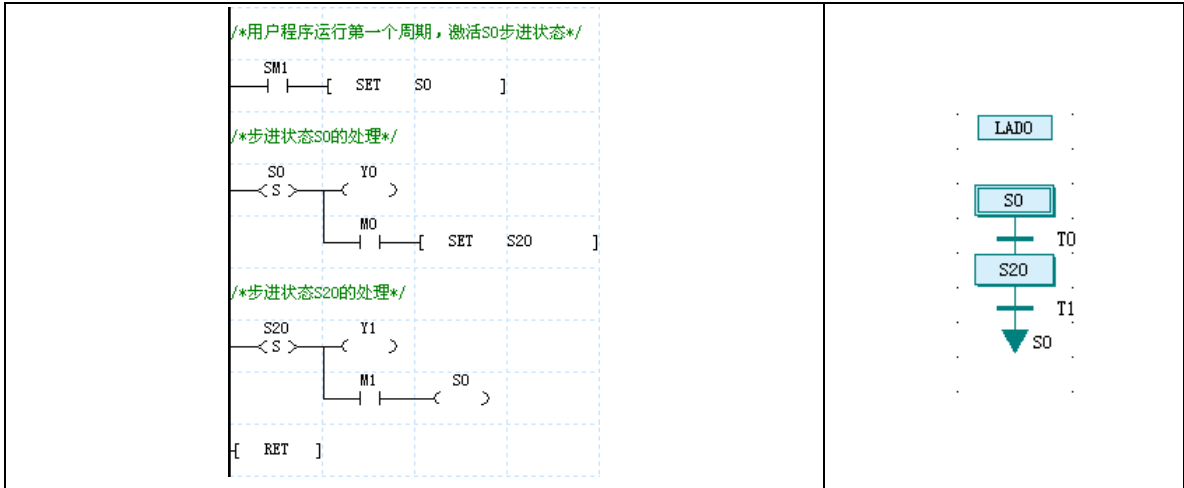 /*用户程序运行第一个周期，激活S0步进状态*/
SM1
[ SET S0 ]
/*步进状态S0的处理*/
S0 Y0
S
M0
[ SET S20 ]
/*步进状态S20的处理*/
S20 Y1
S
M1 S0
[ RET ]
LAD0
S0
T0
S20
T1
S0